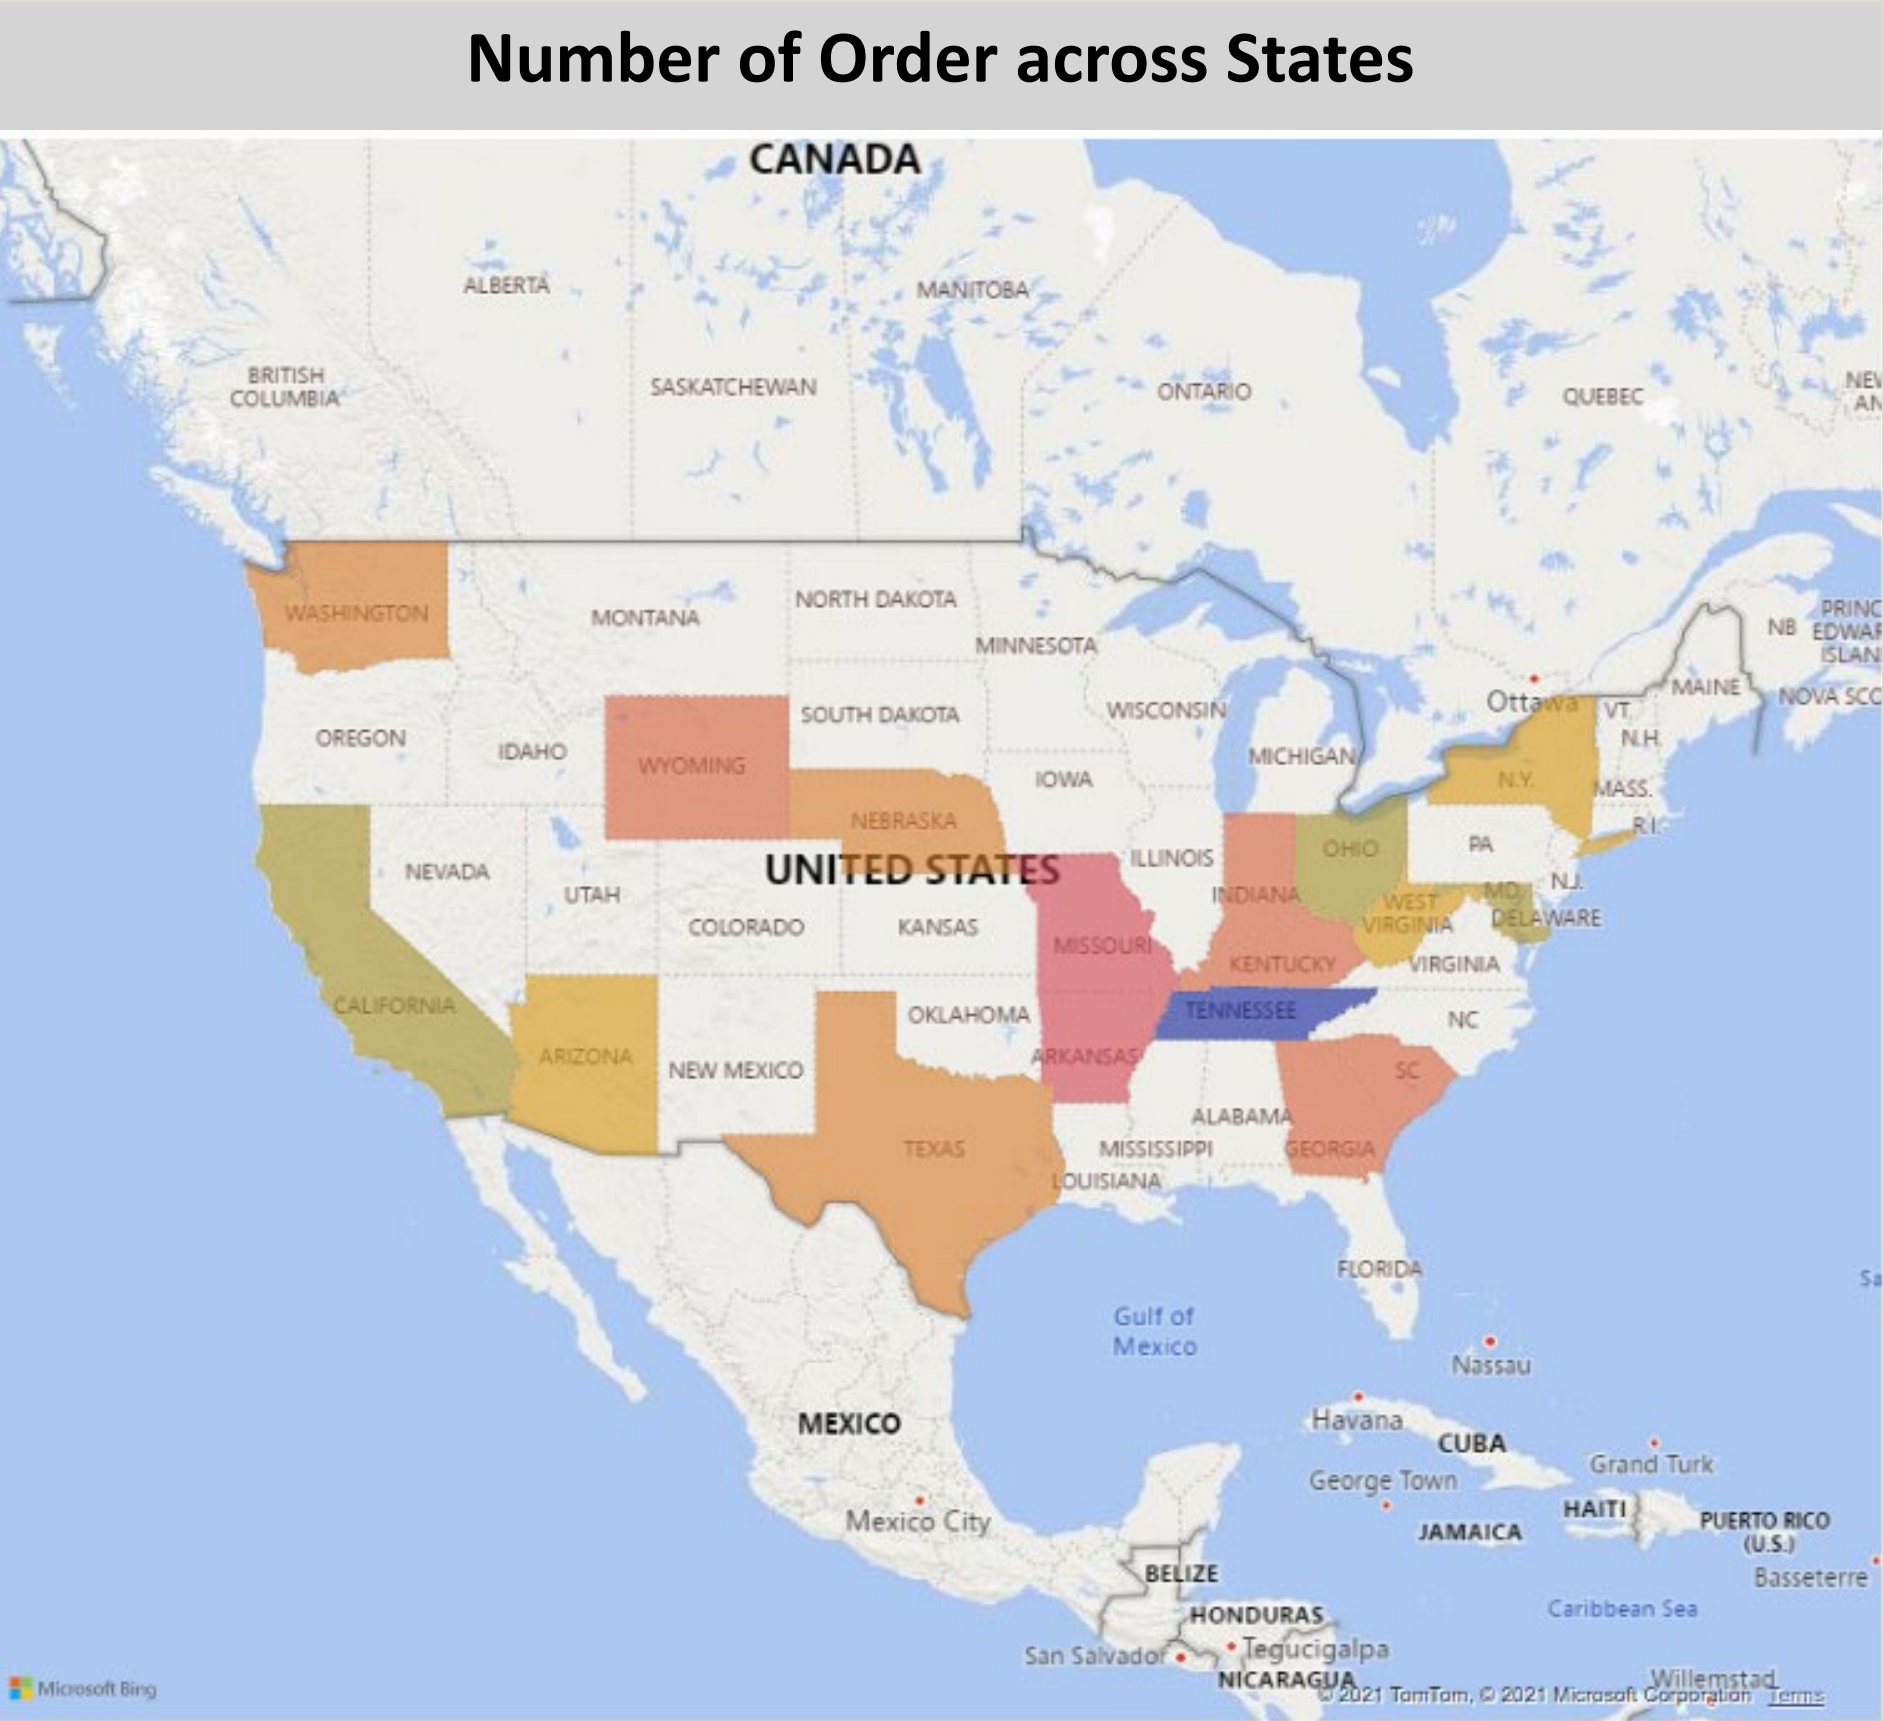 Number of Order across States
CANADA
ALBERTA
MANITOBA
BRITISH
COLUMBIA
SASKATCHEWAN
ONTARIO
QUEBEC
WASHINGTON
MONTANA
NORTH DAKOTA
MINNESOTA
NB
PRINC
EDWAR
ISLAN
MAINE
NOVA SCO
Ottawa
VT.
N.H.
OREGON
IDAHO
WYOMING
SOUTH DAKOTA
WISCONSIN
MICHIGAN
IOWA
N.Y.
MASS.
R.I.
NEBRASKA
UNITED STATES
ILLINOIS
OHIO
PA
N.J.
NEVADA
UTAH
COLORADO
KANSAS
INDIANA
WEST
VIRGINIA
MD.
DELAWARE
MISSOURI
KENTUCKY
VIRGINIA
CALIFORNIA
ARIZONA
NEW MEXICO
OKLAHOMA
ARKANSAS
TENNESSEE
NC
SC
TEXAS
ALABAMA
MISSISSIPPI
GEORGIA
LOUISIANA
FLORIDA
Gulf of
Mexico
Nassau
MEXICO
Havana
CUBA
Grand Turk
George Town
HAITI
Mexico City
JAMAICA
PUERTO RICO
(U.S.)
BELIZE
Basseterre
HONDURAS
Caribbean Sea
San Salvador
Tegucigalpa
NICARAGUA
Willemstad
Microsoft Bing
© 2021 TomTom, © 2021 Microsoft Corporation Terms